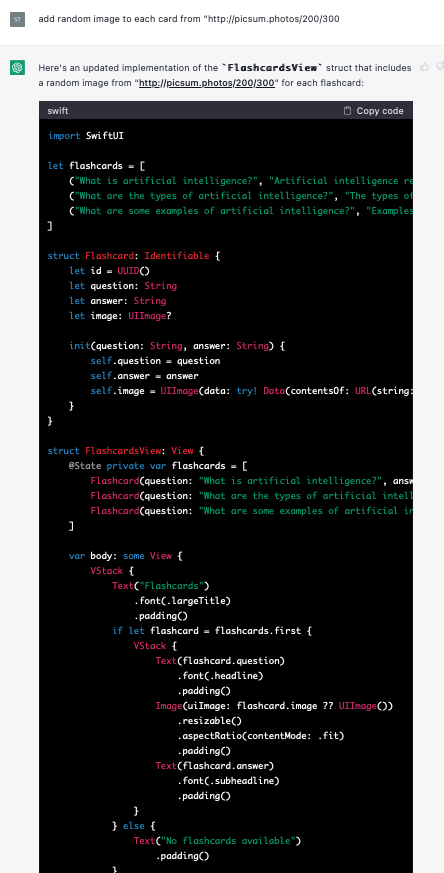 ST add random image to each card from "http://picsum.photos/200/300
Here's an updated implementation of the `FlashcardsView` struct that includes
a random image from "http://picsum.photos/200/300" for each flashcard:
swift Copy code
import SwiftUI
let flashcards = [
("What is artificial intelligence?", "Artificial intelligence re
("What are the types of artificial intelligence?", "The types of
("What are some examples of artificial intelligence?", "Examples
]
struct Flashcard: Identifiable {
let id = UUID()
let question: String
let answer: String
let image: UIImage?
init(question: String, answer: String) {
self.question = question
self.answer = answer
self.image = UIImage(data: try! Data(contentsOf: URL(string:
}
}
struct FlashcardsView: View {
@State private var flashcards = [
Flashcard(question: "What is artificial intelligence?", answ
Flashcard(question: "What are the types of artificial intell
Flashcard(question: "What are some examples of artificial in
]
var body: some View {
VStack {
Text("Flashcards")
.font(.largeTitle)
.padding()
if let flashcard = flashcards.first {
VStack {
Text(flashcard.question)
.font(.headline)
.padding()
Image(uiImage: flashcard.image ?? UIImage())
.resizable()
.aspectRatio(contentMode: .fit)
.padding()
Text(flashcard.answer)
.font(.subheadline)
.padding()
}
} else {
Text("No flashcards available")
.padding()
}